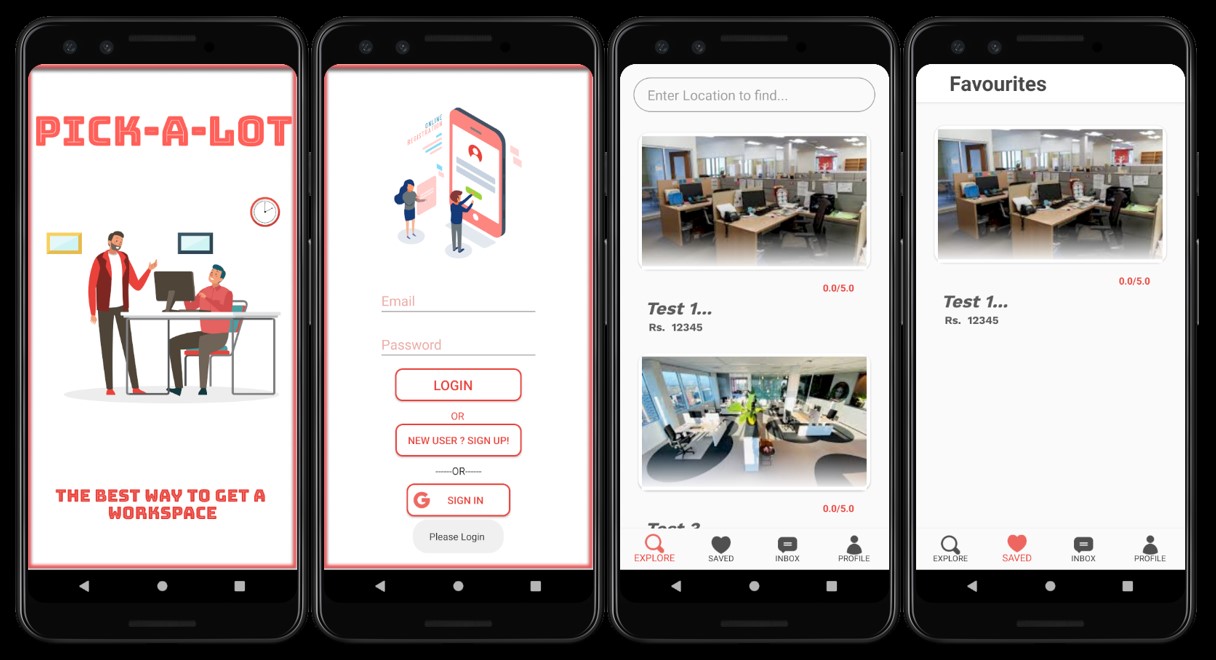 PICK-A-LOT
THE BEST WAY TO GET A
WORKSPACE
ONLINE
REGISTRATION
Email
Password
LOGIN
OR
NEW USER ? SIGN UP!
------OR------
G SIGN IN
Please Login
Enter Location to find...
0.0/5.0
Test 1...
Rs. 12345
0.0/5.0
Test 2
EXPLORE SAVED INBOX PROFILE
Favourites
0.0/5.0
Test 1...
Rs. 12345
EXPLORE SAVED INBOX PROFILE